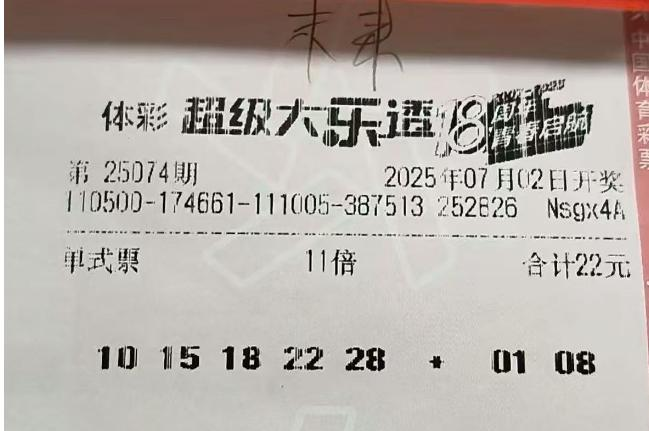 未来
体彩 超级大乐透 18
第 25074期 2025年07月02日开奖
110500-174661-111005-387513 252826 Nsgx4A
单式票 11倍 合计22元
10 15 18 22 28 * 01 08
中国体育彩票